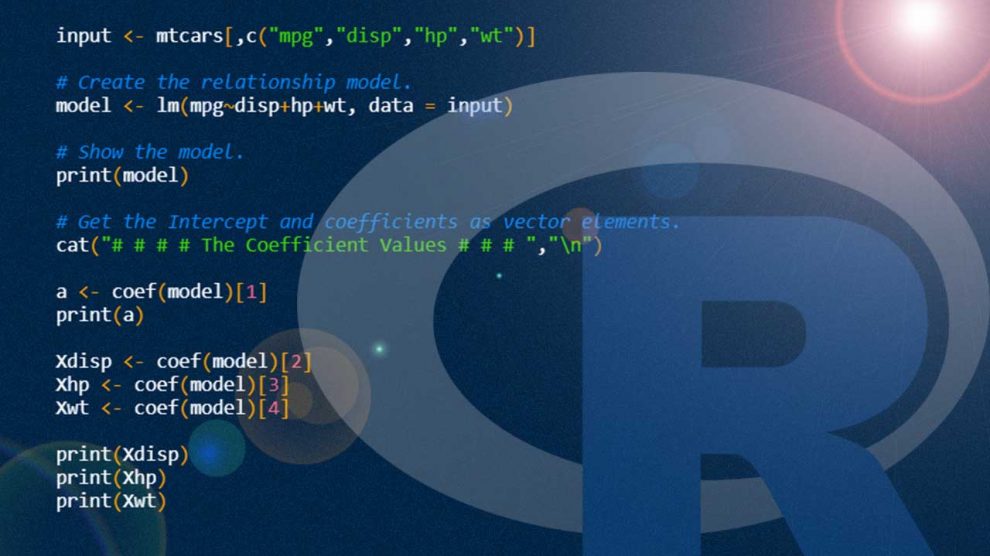 input <- mtcars[,c("mpg","disp","hp","wt")]
# Create the relationship model.
model <- lm(mpg~disp+hp+wt, data = input)
# Show the model.
print(model)
# Get the Intercept and coefficients as vector elements.
cat("# # # # The Coefficient Values # # # ","\n")
a <- coef(model)[1]
print(a)
Xdisp <- coef(model)[2]
Xhp <- coef(model)[3]
Xwt <- coef(model)[4]
print(Xdisp)
print(Xhp)
print(Xwt)
R